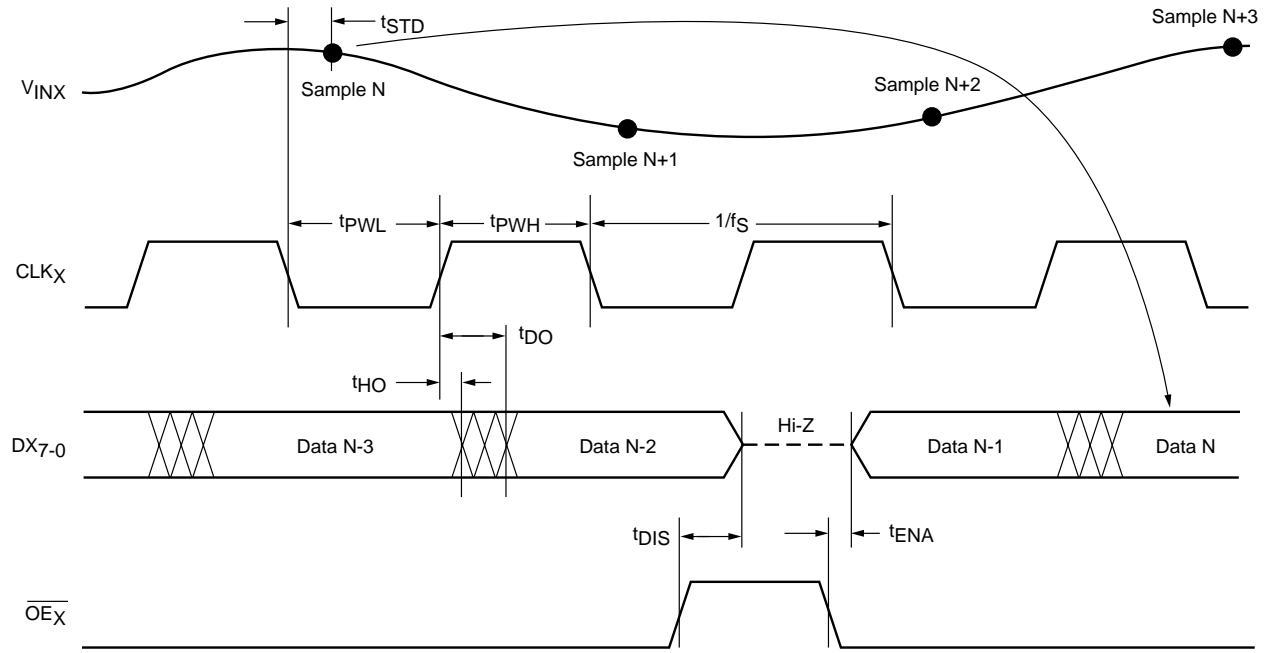 Sample N+3
tSTD
Sample N+2
VINX
Sample N
Sample N+1
tPWL
tPWH
1/fS
CLKX
tDO
tHO
Hi-Z
DX7-0
Data N-3
Data N-2
Data N-1
Data N
tDIS
tENA
OEX